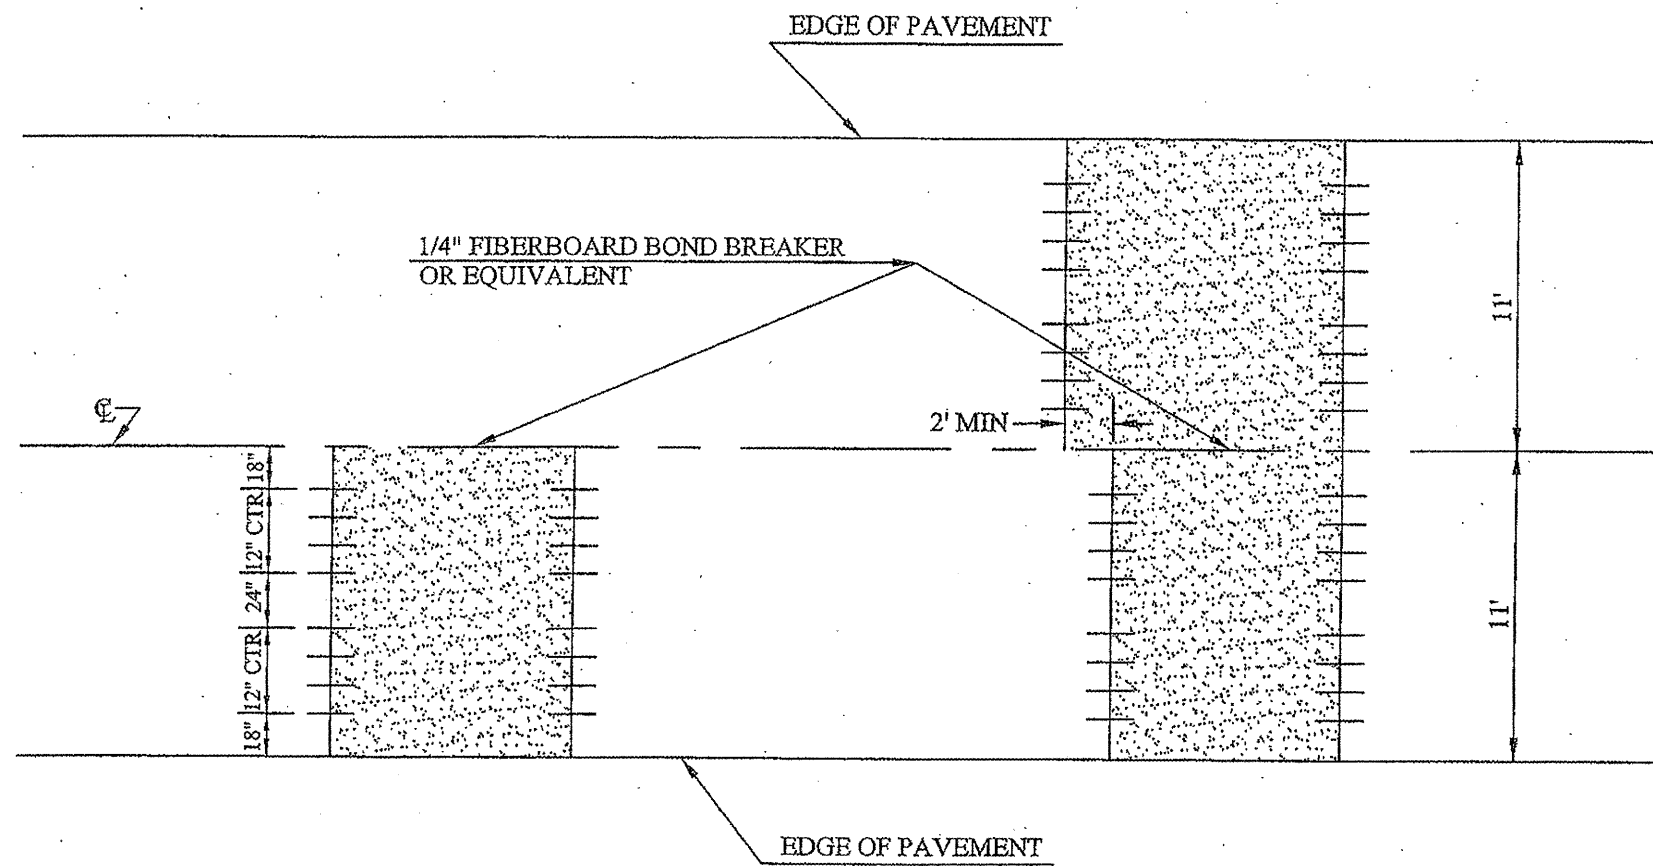 EDGE OF PAVEMENT
1/4" FIBERBOARD BOND BREAKER
OR EQUIVALENT
11'
℄
2' MIN
18"
12" CTR
24"
12" CTR
18"
11'
EDGE OF PAVEMENT